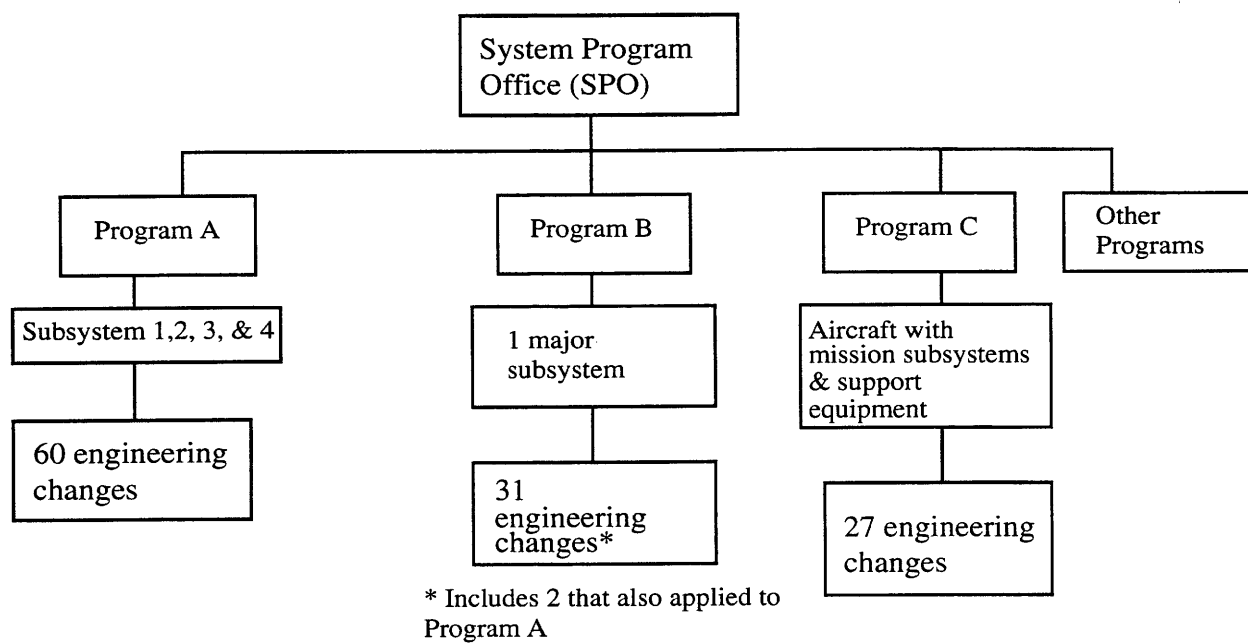 System Program
Office (SPO)
Program A
Program B
Program C
Other
Programs
Subsystem 1,2, 3, & 4
1 major
subsystem
Aircraft with
mission subsystems
& support
equipment
60 engineering
changes
31
engineering
changes*
27 engineering
changes
* Includes 2 that also applied to
Program A